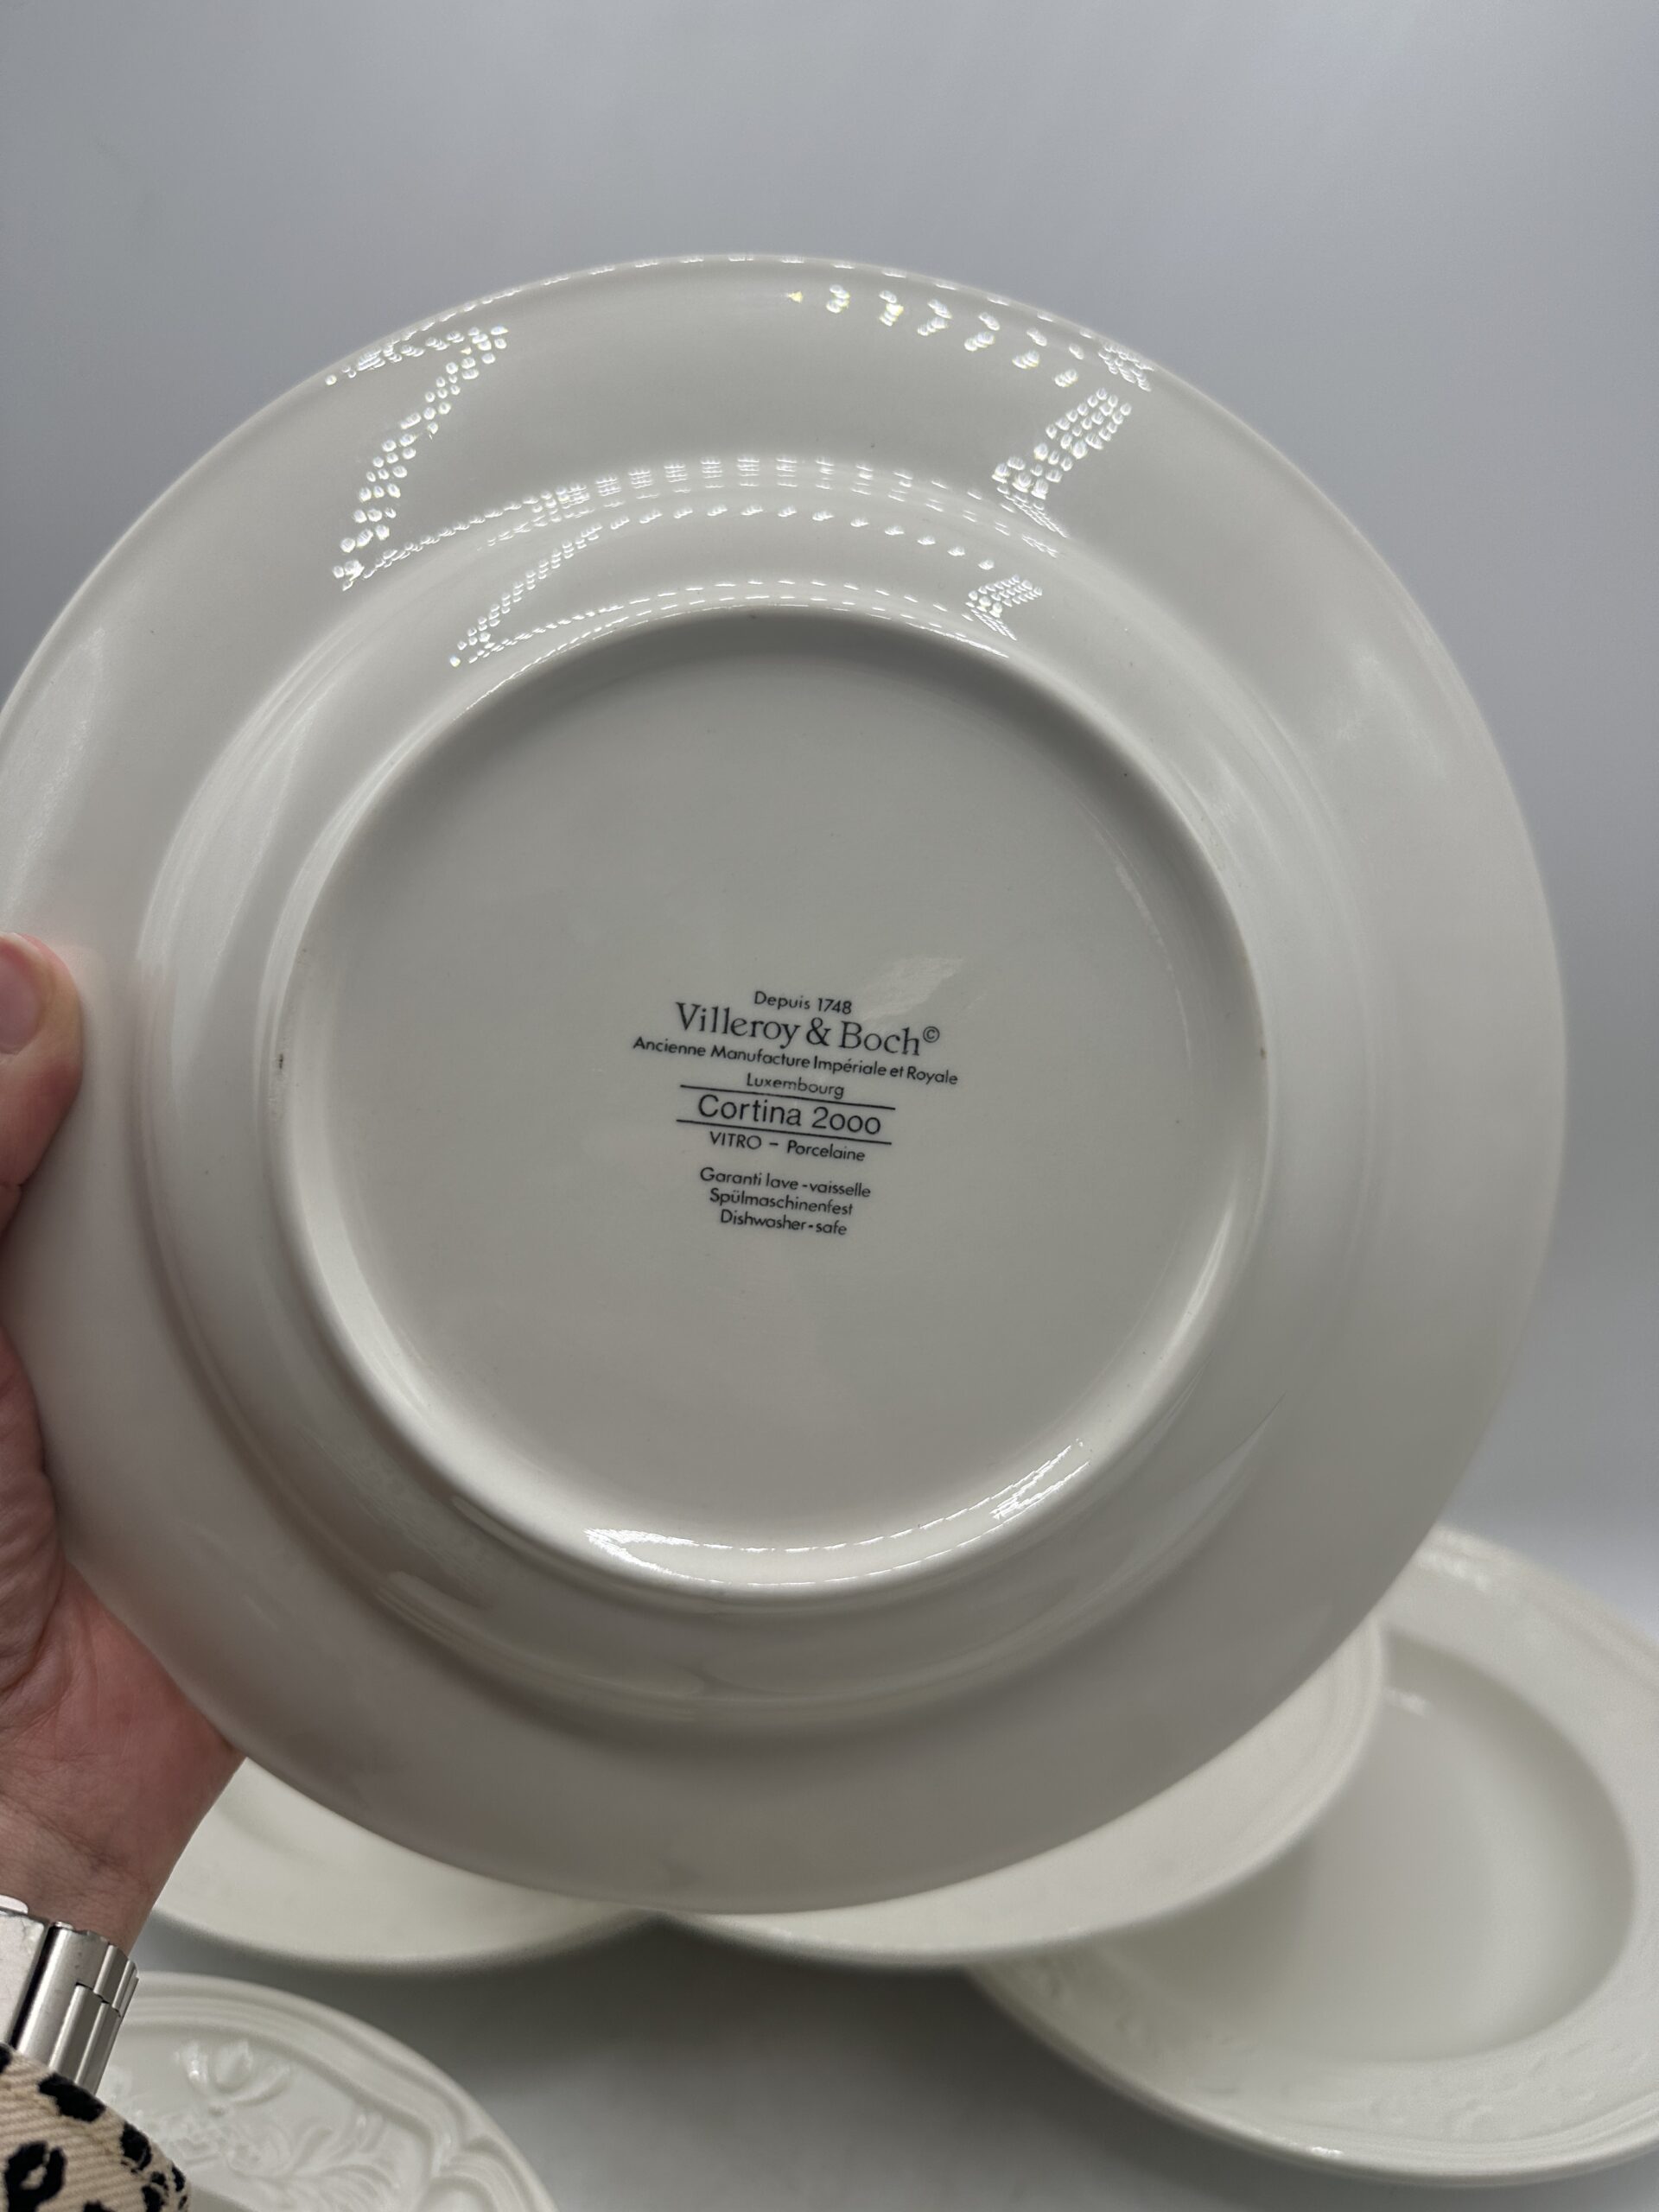 Depuis 1748
Villeroy & Boch©
Ancienne Manufacture Impériale et Royale
Luxembourg
Cortina 2000
VITRO - Porcelaine
Garanti lave-vaisselle
Spülmaschinenfest
Dishwasher-safe